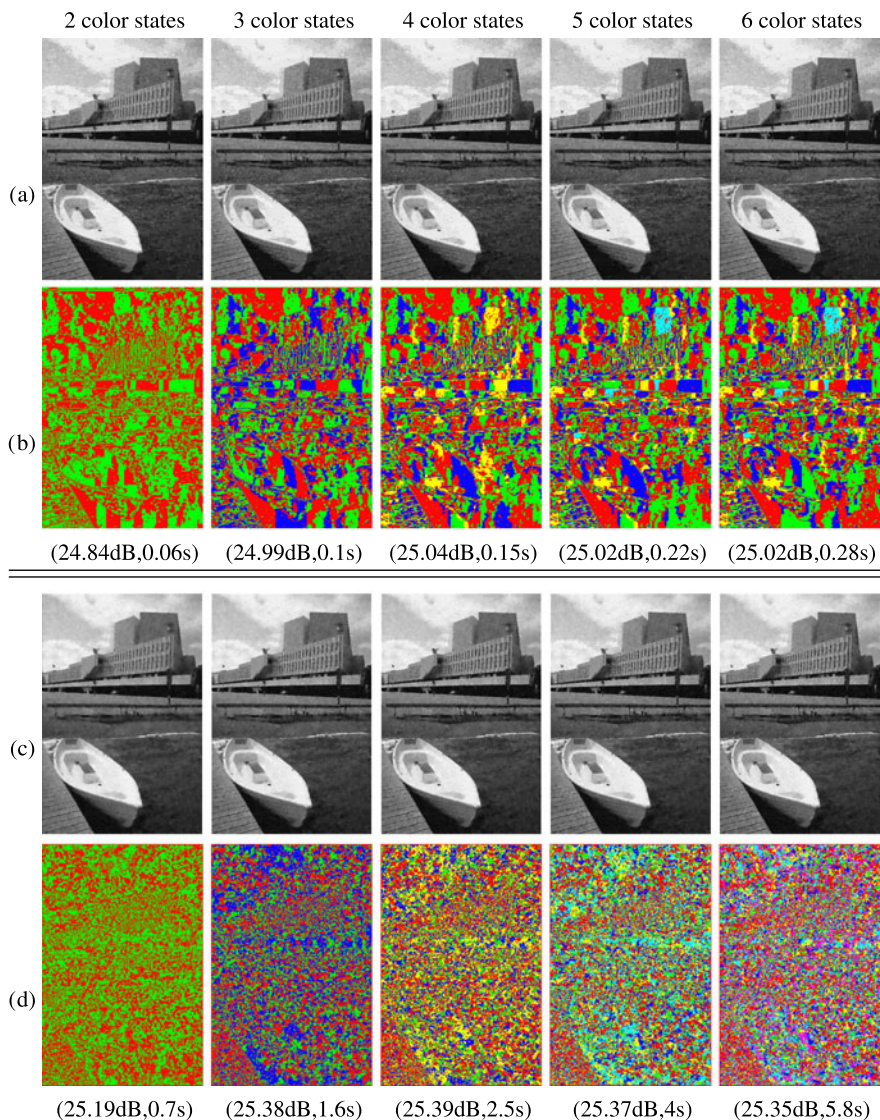 2 color states 3 color states 4 color states 5 color states 6 color states
(a)
(b)
(24.84dB,0.06s) (24.99dB,0.1s) (25.04dB,0.15s) (25.02dB,0.22s) (25.02dB,0.28s)
(c)
(d)
(25.19dB,0.7s) (25.38dB,1.6s) (25.39dB,2.5s) (25.37dB,4s) (25.35dB,5.8s)